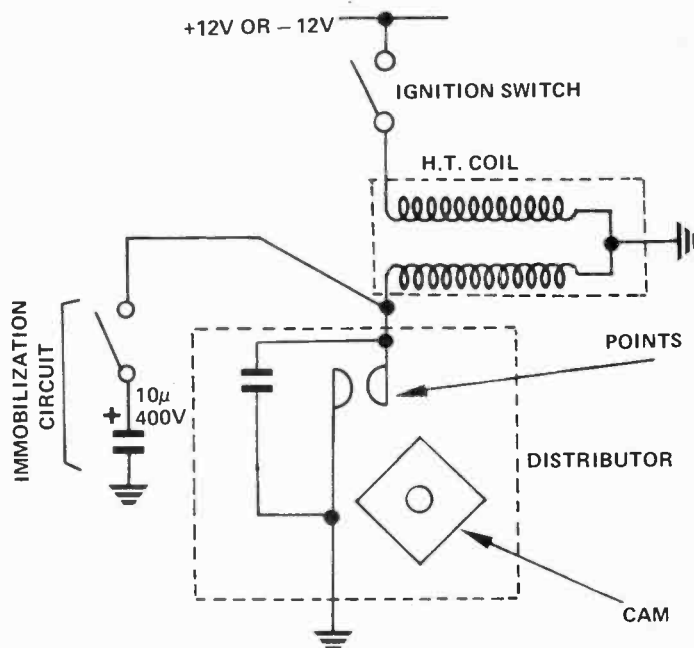 +12V OR – 12V
IGNITION SWITCH
H.T. COIL
IMMOBILIZATION
CIRCUIT
+
10μ
400V
POINTS
DISTRIBUTOR
CAM